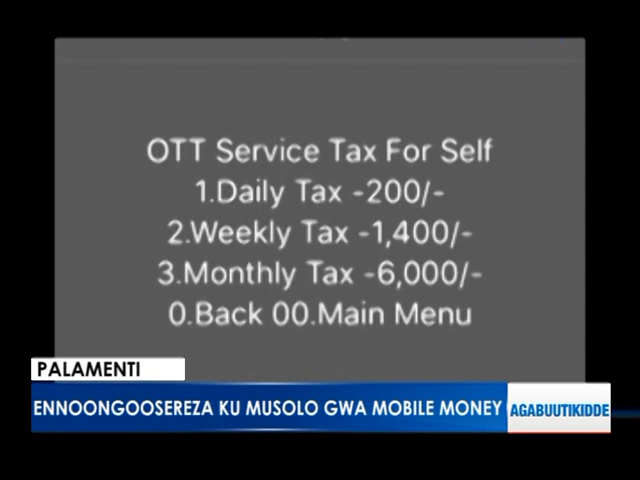 OTT Service Tax For Self
1.Daily Tax -200/-
2.Weekly Tax -1,400/-
3.Monthly Tax -6,000/-
0.Back 00.Main Menu
PALAMENTI
ENNOONGOOSEREZA KU MUSOLO GWA MOBILE MONEY
AGABUUTIKIDDE